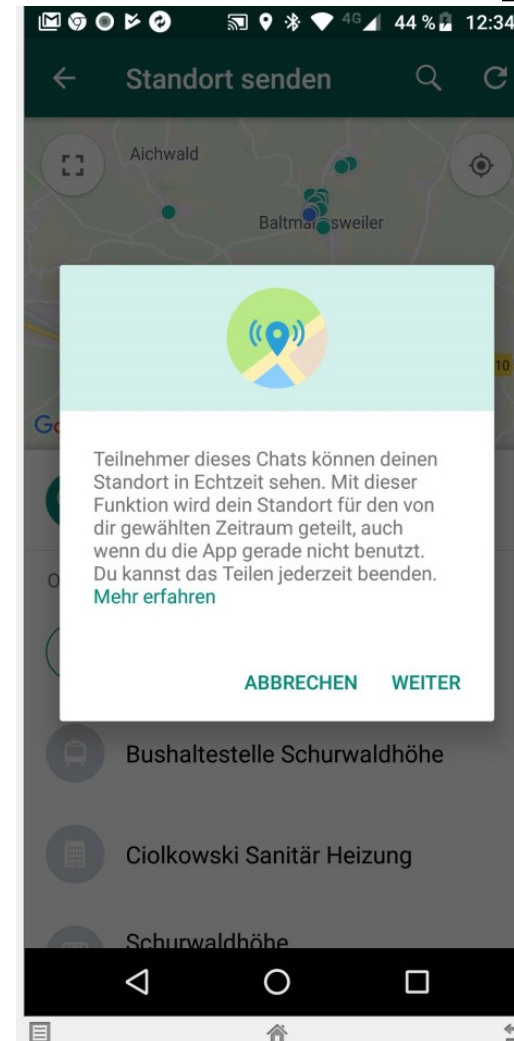 4G 44 % 12:34
Standort senden
Aichwald
Baltmannsweiler
10
Teilnehmer dieses Chats können deinen
Standort in Echtzeit sehen. Mit dieser
Funktion wird dein Standort für den von
dir gewählten Zeitraum geteilt, auch
wenn du die App gerade nicht benutzt.
Du kannst das Teilen jederzeit beenden.
Mehr erfahren
ABBRECHEN WEITER
Bushaltestelle Schurwaldhöhe
Ciolkowski Sanitär Heizung
Schurwaldhöhe